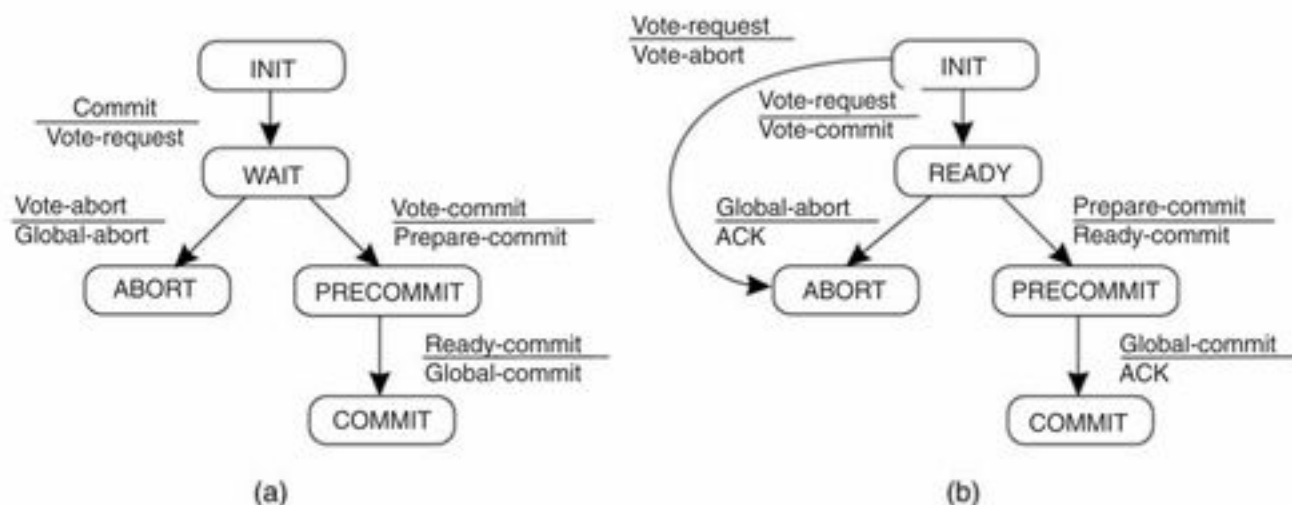 INIT
Commit
Vote-request
WAIT
Vote-abort
Global-abort
Vote-commit
Prepare-commit
ABORT
PRECOMMIT
Ready-commit
Global-commit
COMMIT
(a)
Vote-request
Vote-abort
INIT
Vote-request
Vote-commit
READY
Global-abort
ACK
Prepare-commit
Ready-commit
ABORT
PRECOMMIT
Global-commit
ACK
COMMIT
(b)